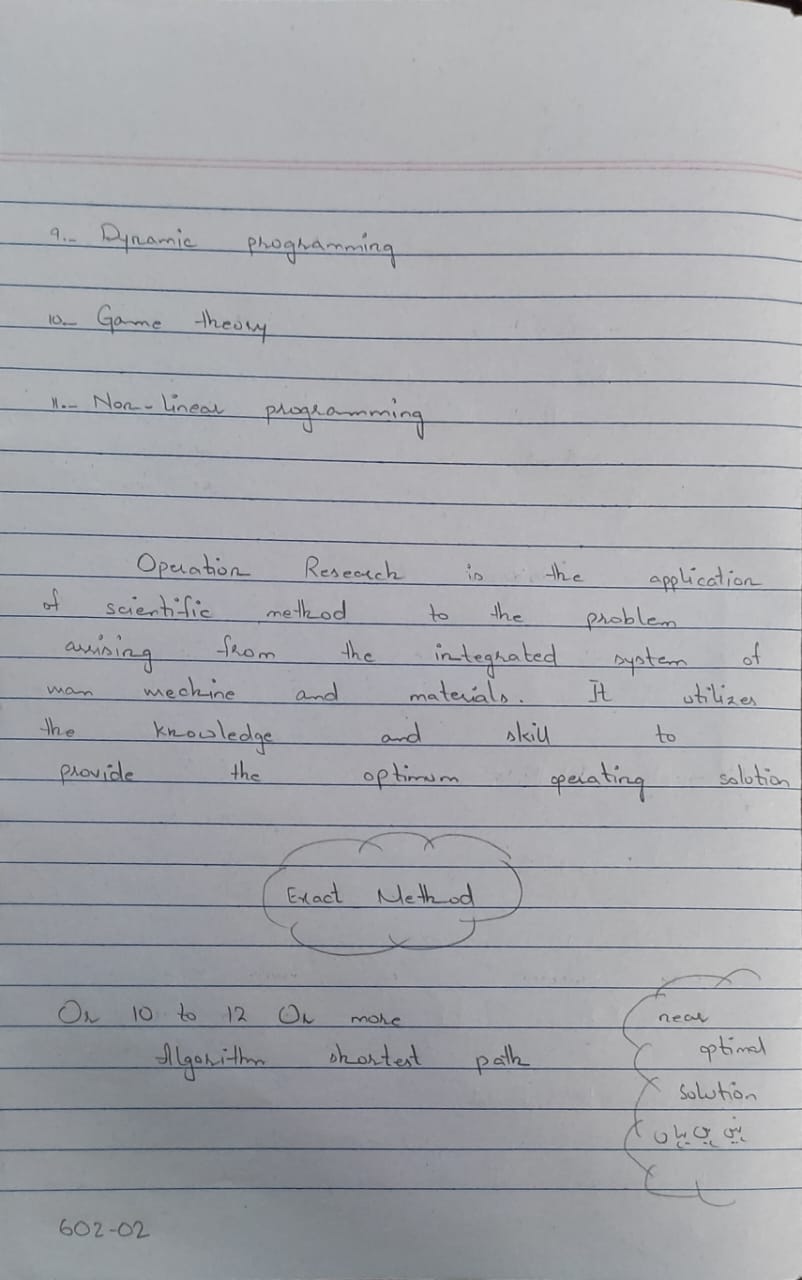 9.- Dynamic programming
10- Game theory
11.- Non-linear programming
Operation Research is the application
of scientific method to the problem
arising from the integrated system of
man mechine and materials. It utilizes
the knowledge and skill to
provide the optimum operating solution
Exact Method
Or 10 to 12 Or more
Algorithm shortest path
near
optimal
solution
602-02